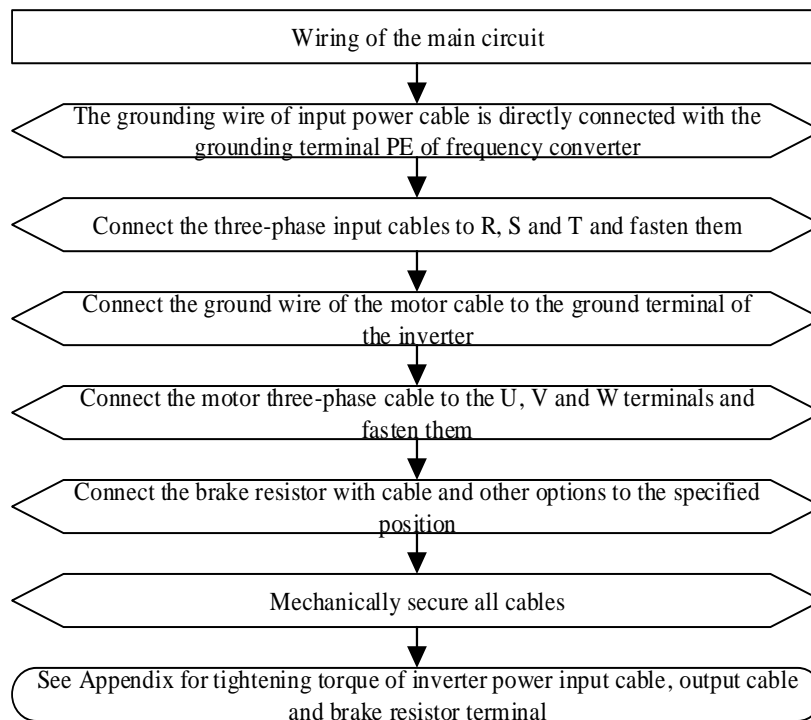 Wiring of the main circuit
The grounding wire of input power cable is directly connected with the
grounding terminal PE of frequency converter
Connect the three-phase input cables to R, S and T and fasten them
Connect the ground wire of the motor cable to the ground terminal of
the inverter
Connect the motor three-phase cable to the U, V and W terminals and
fasten them
Connect the brake resistor with cable and other options to the specified
position
Mechanically secure all cables
See Appendix for tightening torque of inverter power input cable, output cable
and brake resistor terminal